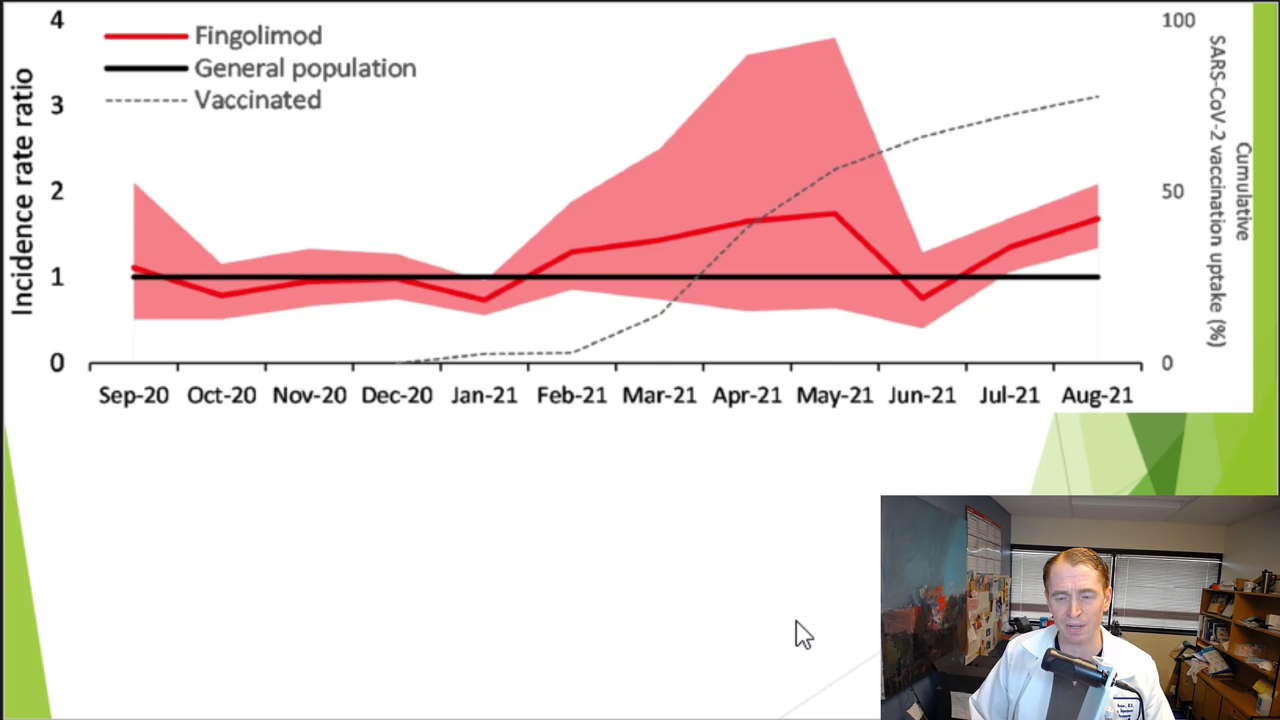 4
3
2
1
0
Incidence rate ratio
Fingolimod
General population
Vaccinated
100
50
0
Cumulative
SARS-CoV-2 vaccination uptake (%)
Sep-20 Oct-20 Nov-20 Dec-20 Jan-21 Feb-21 Mar-21 Apr-21 May-21 Jun-21 Jul-21 Aug-21